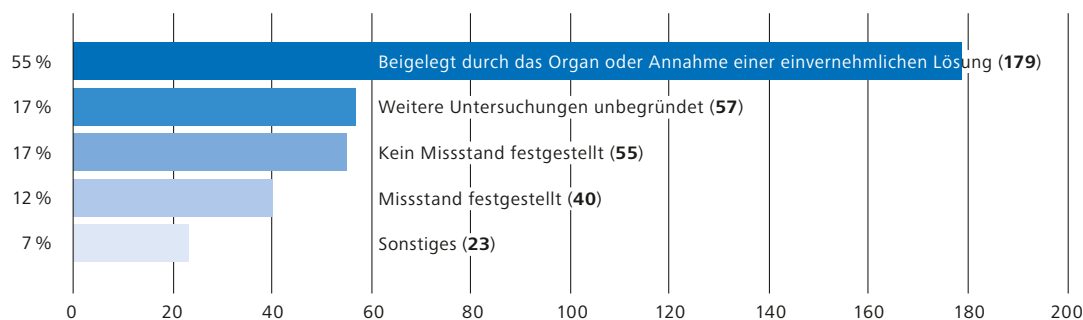 55 % Beigelegt durch das Organ oder Annahme einer einvernehmlichen Lösung (179)
17 % Weitere Untersuchungen unbegründet (57)
17 % Kein Missstand festgestellt (55)
12 % Missstand festgestellt (40)
7 % Sonstiges (23)
0 20 40 60 80 100 120 140 160 180 200